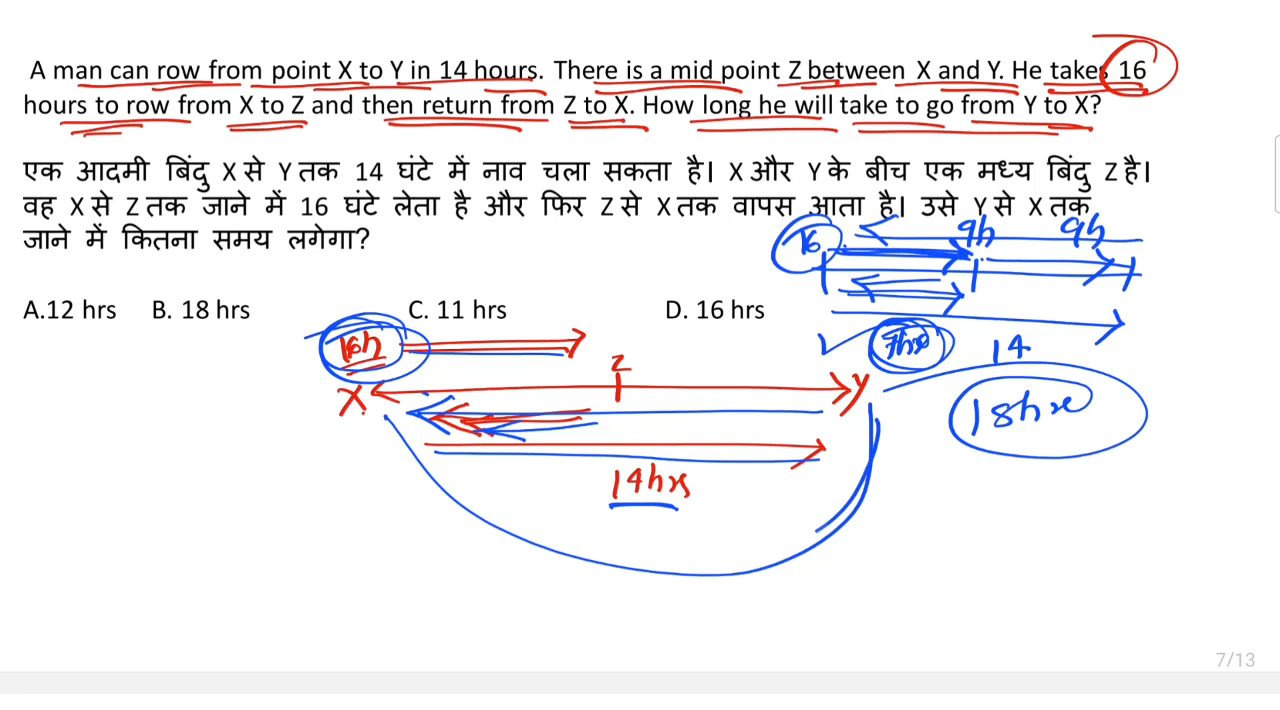 A man can row from point X to Y in 14 hours. There is a mid point Z between X and Y. He takes 16
hours to row from X to Z and then return from Z to X. How long he will take to go from Y to X?
एक आदमी बिंदु X से Y तक 14 घंटे में नाव चला सकता है। X और Y के बीच एक मध्य बिंदु Z है।
वह X से Z तक जाने में 16 घंटे लेता है और फिर Z से X तक वापस आता है। उसे Y से X तक
जाने में कितना समय लगेगा?
16 9h 9h
A.12 hrs B. 18 hrs C. 11 hrs D. 16 hrs
16h 7hrs 14
Z
X Y 18hrs
14hrs
7/13